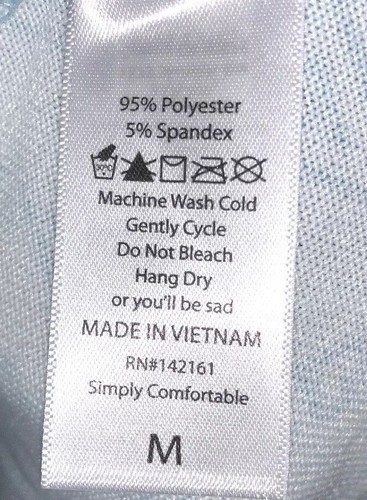 95% Polyester
5% Spandex
Machine Wash Cold
Gently Cycle
Do Not Bleach
Hang Dry
or you'll be sad
MADE IN VIETNAM
RN#142161
Simply Comfortable
M